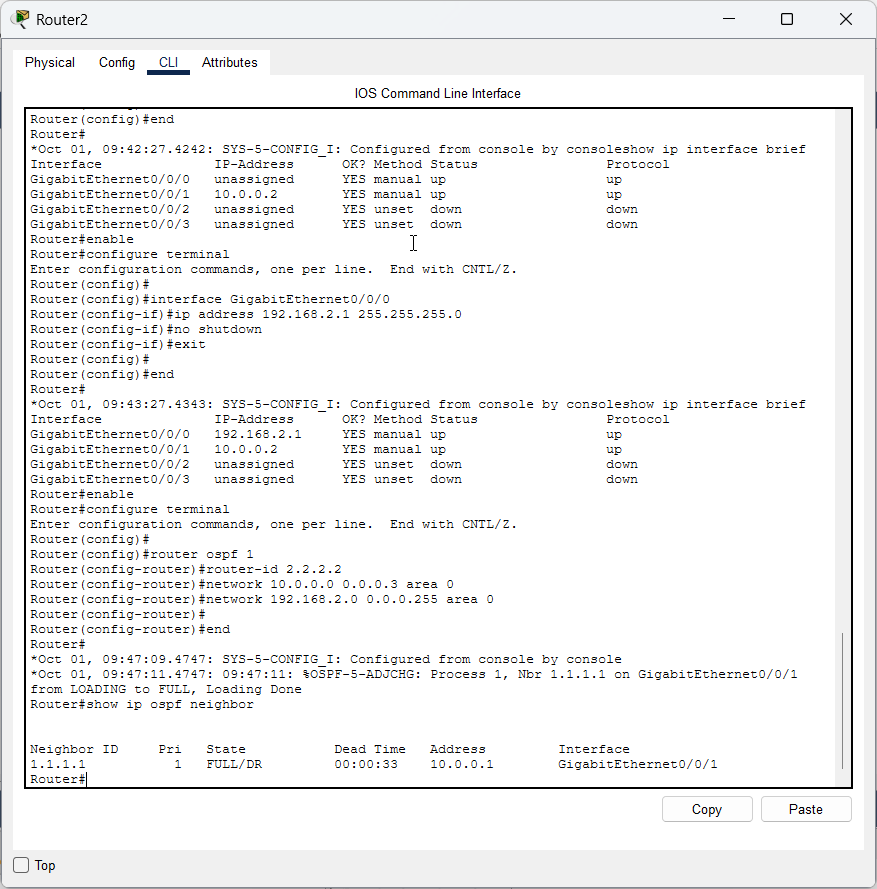 Router2
Physical Config CLI Attributes
IOS Command Line Interface
Router(config)#end
Router#
*Oct 01, 09:42:27.4242: SYS-5-CONFIG_I: Configured from console by consoleshow ip interface brief
Interface IP-Address OK? Method Status Protocol
GigabitEthernet0/0/0 unassigned YES manual up up
GigabitEthernet0/0/1 10.0.0.2 YES manual up up
GigabitEthernet0/0/2 unassigned YES unset down down
GigabitEthernet0/0/3 unassigned YES unset down down
Router#enable
Router#configure terminal
Enter configuration commands, one per line. End with CNTL/Z.
Router(config)#
Router(config)#interface GigabitEthernet0/0/0
Router(config-if)#ip address 192.168.2.1 255.255.255.0
Router(config-if)#no shutdown
Router(config-if)#exit
Router(config)#
Router(config)#end
Router#
*Oct 01, 09:43:27.4343: SYS-5-CONFIG_I: Configured from console by consoleshow ip interface brief
Interface IP-Address OK? Method Status Protocol
GigabitEthernet0/0/0 192.168.2.1 YES manual up up
GigabitEthernet0/0/1 10.0.0.2 YES manual up up
GigabitEthernet0/0/2 unassigned YES unset down down
GigabitEthernet0/0/3 unassigned YES unset down down
Router#enable
Router#configure terminal
Enter configuration commands, one per line. End with CNTL/Z.
Router(config)#
Router(config)#router ospf 1
Router(config-router)#router-id 2.2.2.2
Router(config-router)#network 10.0.0.0 0.0.0.3 area 0
Router(config-router)#network 192.168.2.0 0.0.0.255 area 0
Router(config-router)#
Router(config-router)#end
Router#
*Oct 01, 09:47:09.4747: SYS-5-CONFIG_I: Configured from console by console
*Oct 01, 09:47:11.4747: 09:47:11: %OSPF-5-ADJCHG: Process 1, Nbr 1.1.1.1 on GigabitEthernet0/0/1
from LOADING to FULL, Loading Done
Router#show ip ospf neighbor
Neighbor ID Pri State Dead Time Address Interface
1.1.1.1 1 FULL/DR 00:00:33 10.0.0.1 GigabitEthernet0/0/1
Router#
Copy Paste
Top